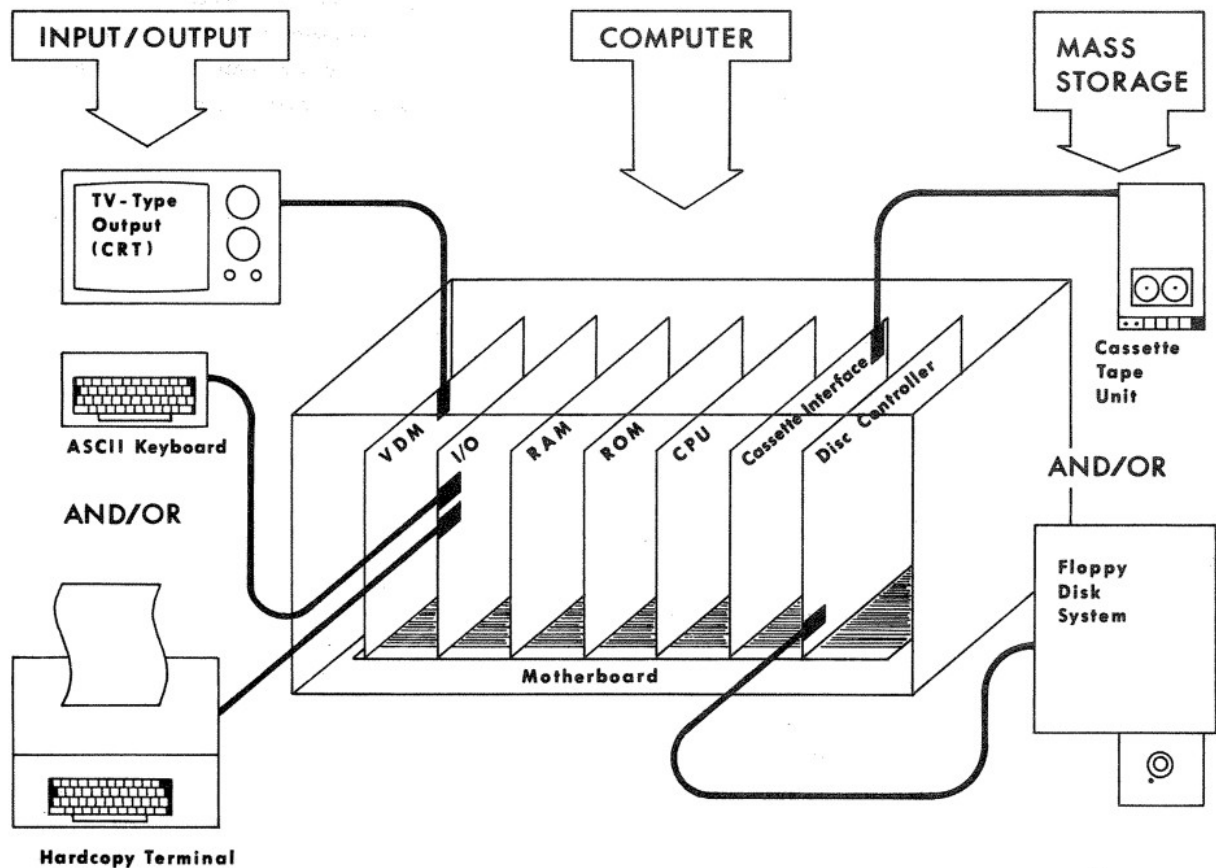 INPUT/OUTPUT
COMPUTER
MASS
STORAGE
TV-Type
Output
(CRT)
ASCII Keyboard
AND/OR
Hardcopy Terminal
VDM
I/O
RAM
ROM
CPU
Cassette Interface
Disc Controller
Motherboard
Cassette
Tape
Unit
AND/OR
Floppy
Disk
System